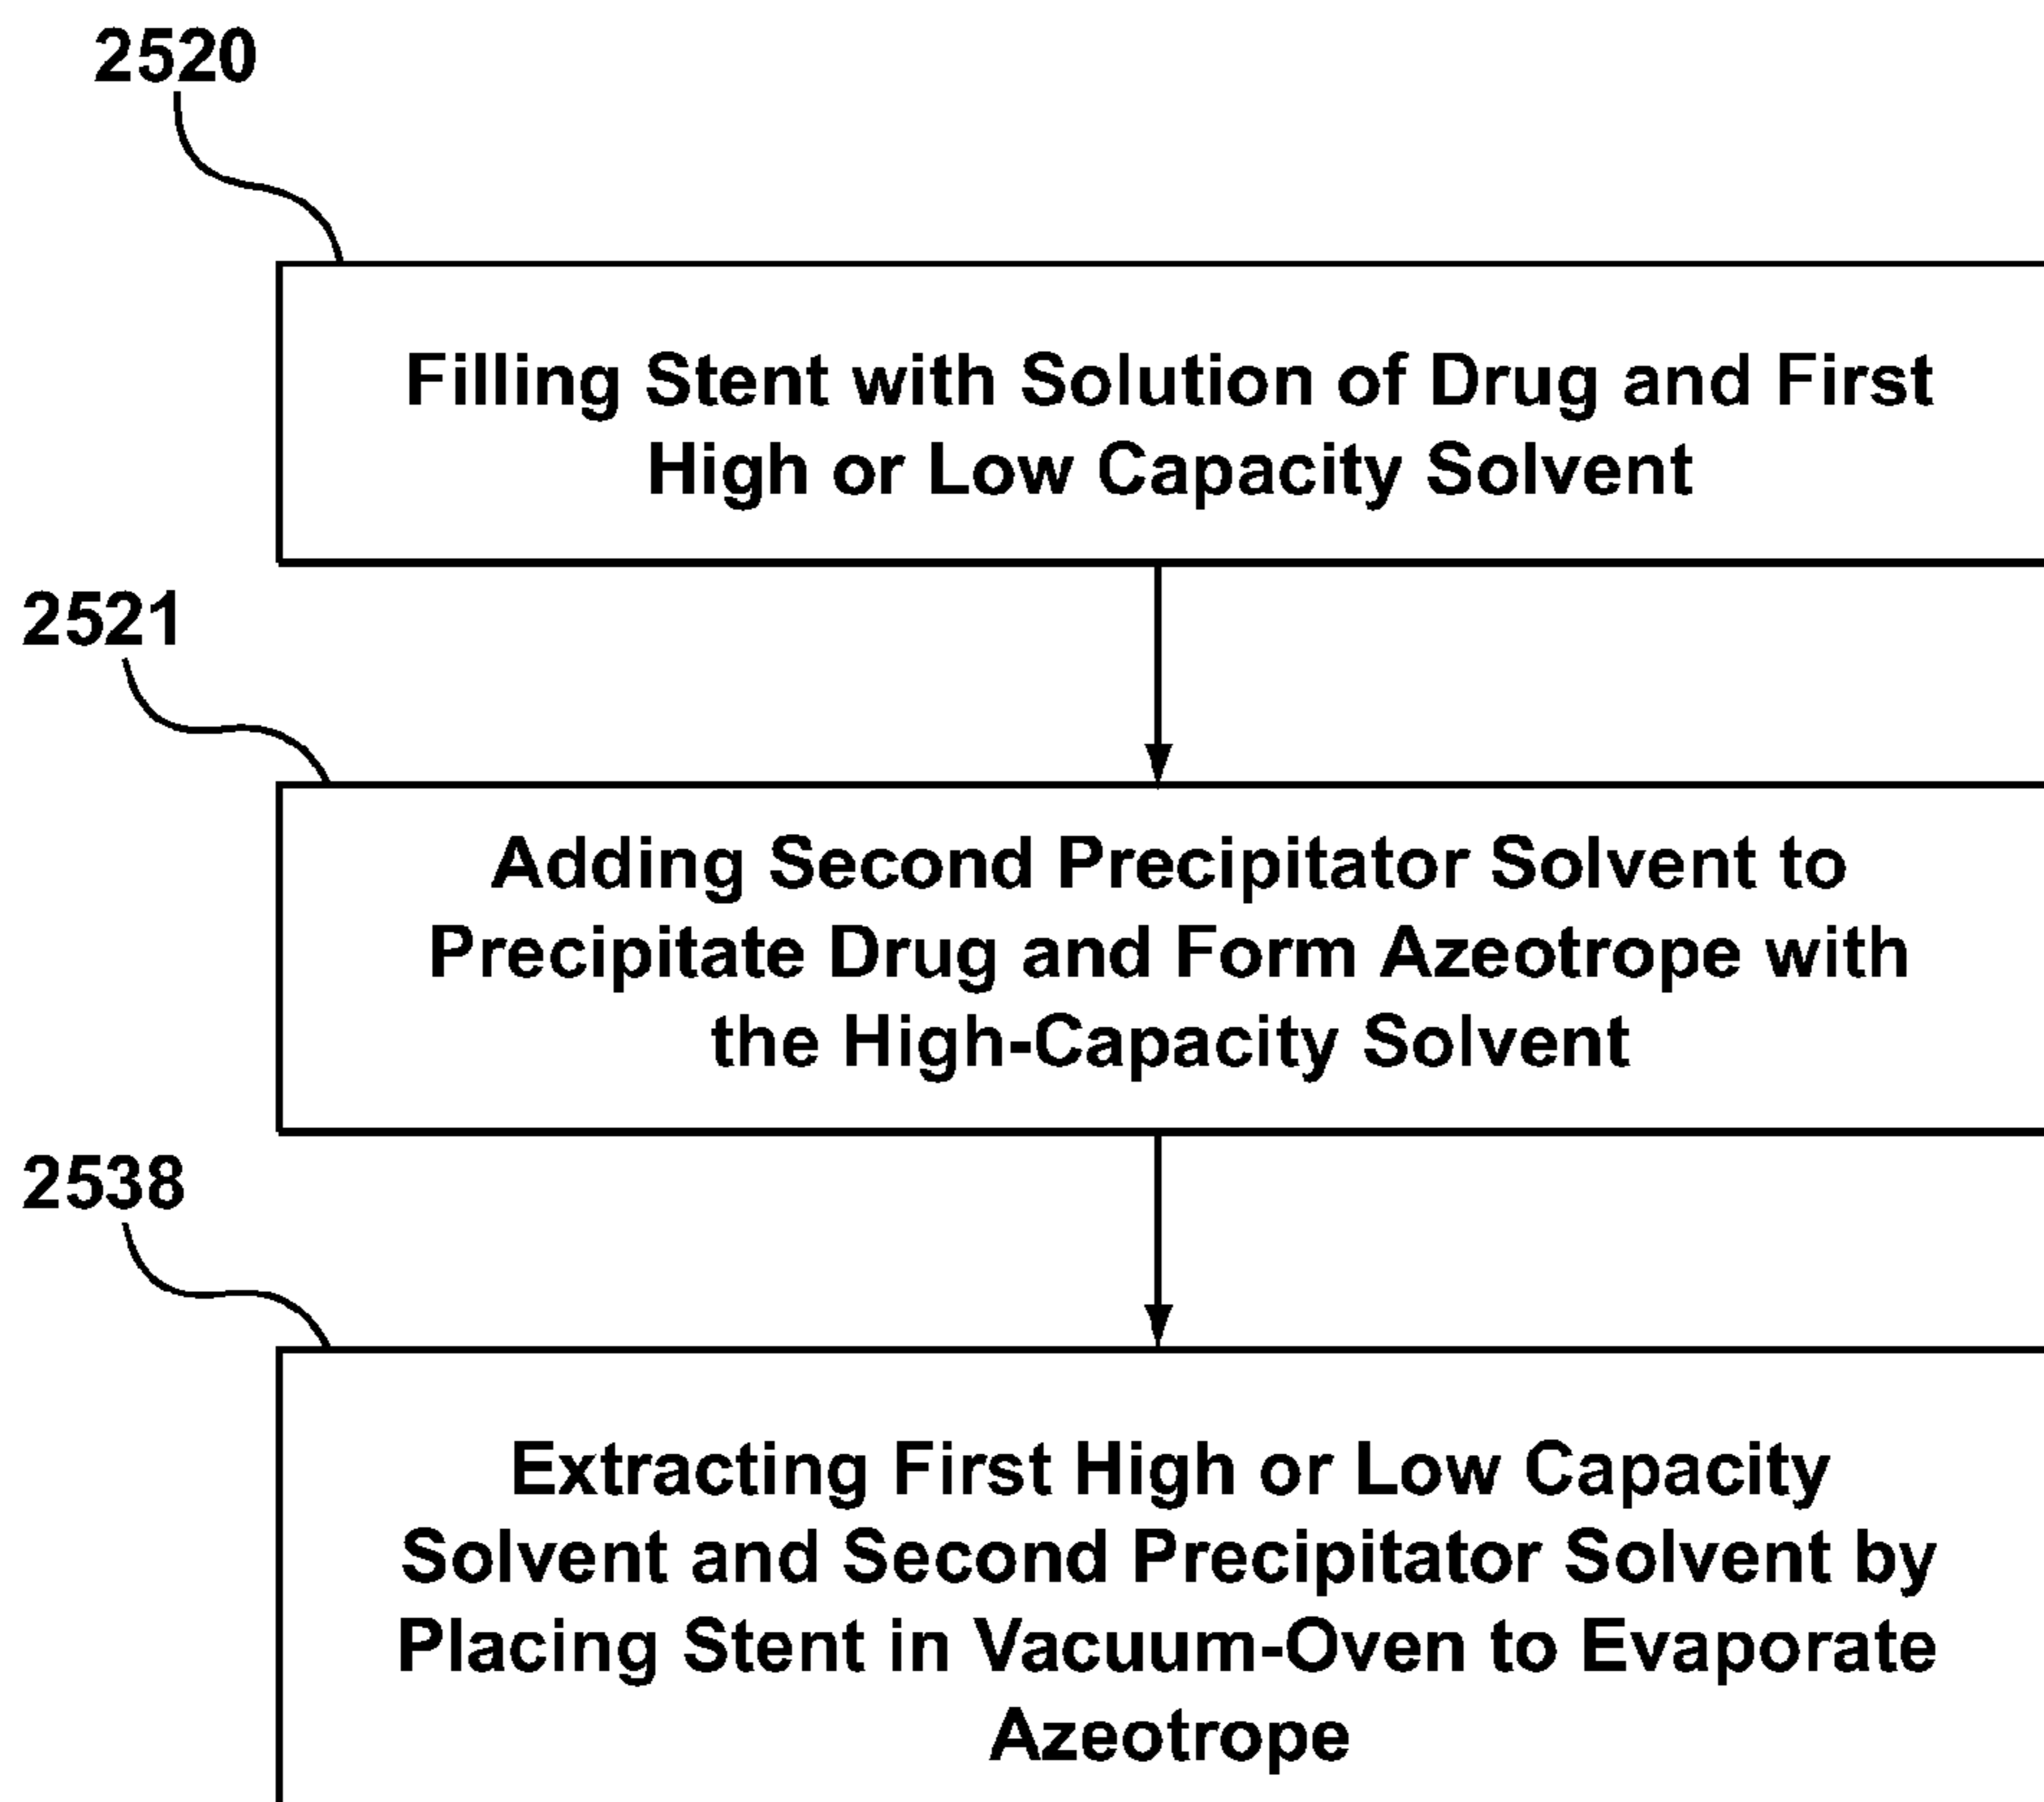 2520
Filling Stent with Solution of Drug and First
High or Low Capacity Solvent
2521
Adding Second Precipitator Solvent to
Precipitate Drug and Form Azeotrope with
the High-Capacity Solvent
2538
Extracting First High or Low Capacity
Solvent and Second Precipitator Solvent by
Placing Stent in Vacuum-Oven to Evaporate
Azeotrope